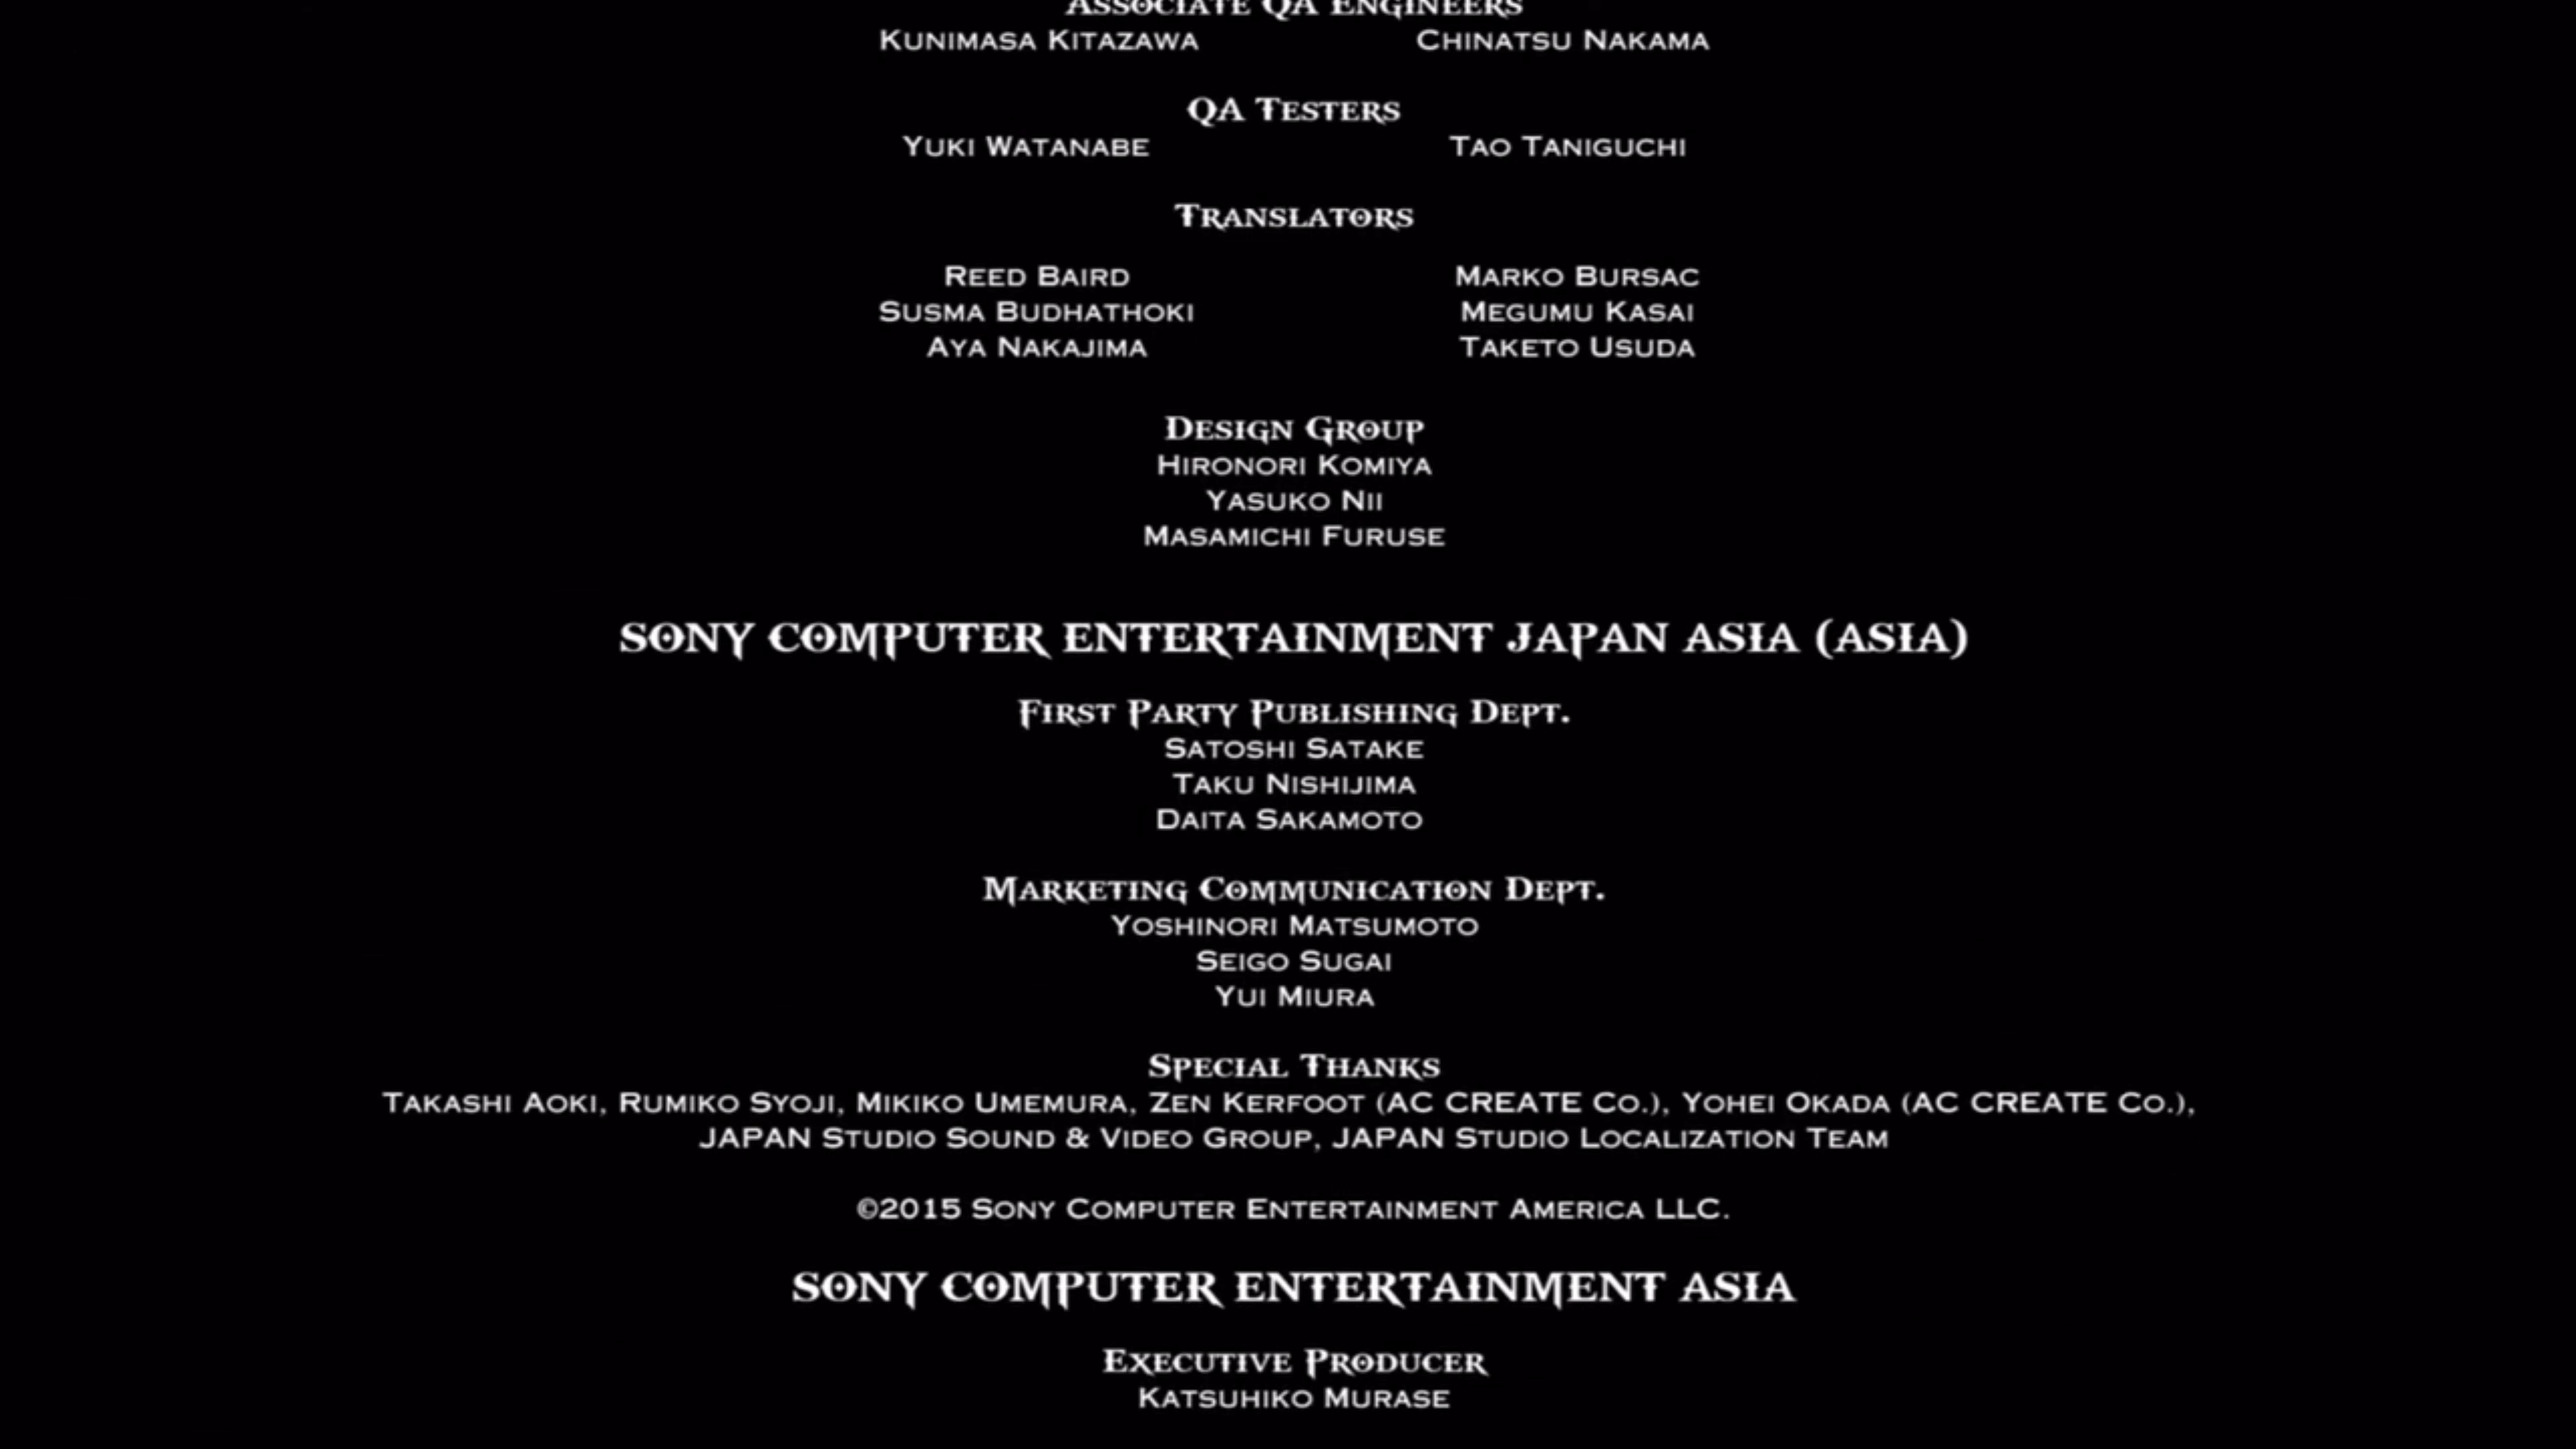 Associate QA Engineers
Kunimasa Kitazawa Chinatsu Nakama
QA Testers
Yuki Watanabe Tao Taniguchi
Translators
Reed Baird Marko Bursac
Susma Budhathoki Megumu Kasai
Aya Nakajima Taketo Usuda
Design Group
Hironori Komiya
Yasuko Nii
Masamichi Furuse
SONY COMPUTER ENTERTAINMENT JAPAN ASIA (ASIA)
First Party Publishing Dept.
Satoshi Satake
Taku Nishijima
Daita Sakamoto
Marketing Communication Dept.
Yoshinori Matsumoto
Seigo Sugai
Yui Miura
Special Thanks
Takashi Aoki, Rumiko Syoji, Mikiko Umemura, Zen Kerfoot (AC CREATE Co.), Yohei Okada (AC CREATE Co.),
JAPAN Studio Sound & Video Group, JAPAN Studio Localization Team
©2015 Sony Computer Entertainment America LLC.
SONY COMPUTER ENTERTAINMENT ASIA
Executive Producer
Katsuhiko Murase